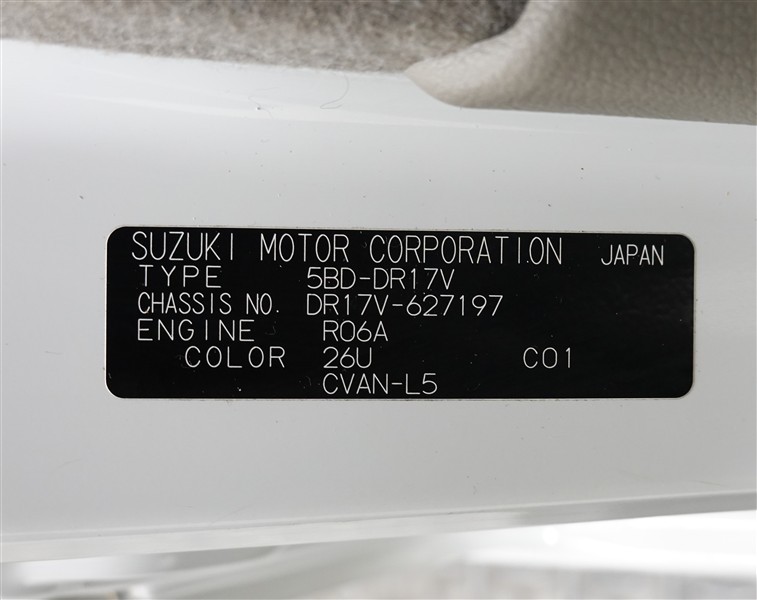 SUZUKI MOTOR CORPORATION JAPAN
TYPE 5BD-DR17V
CHASSIS NO. DR17V-627197
ENGINE R06A
COLOR 26U C01
CVAN-L5